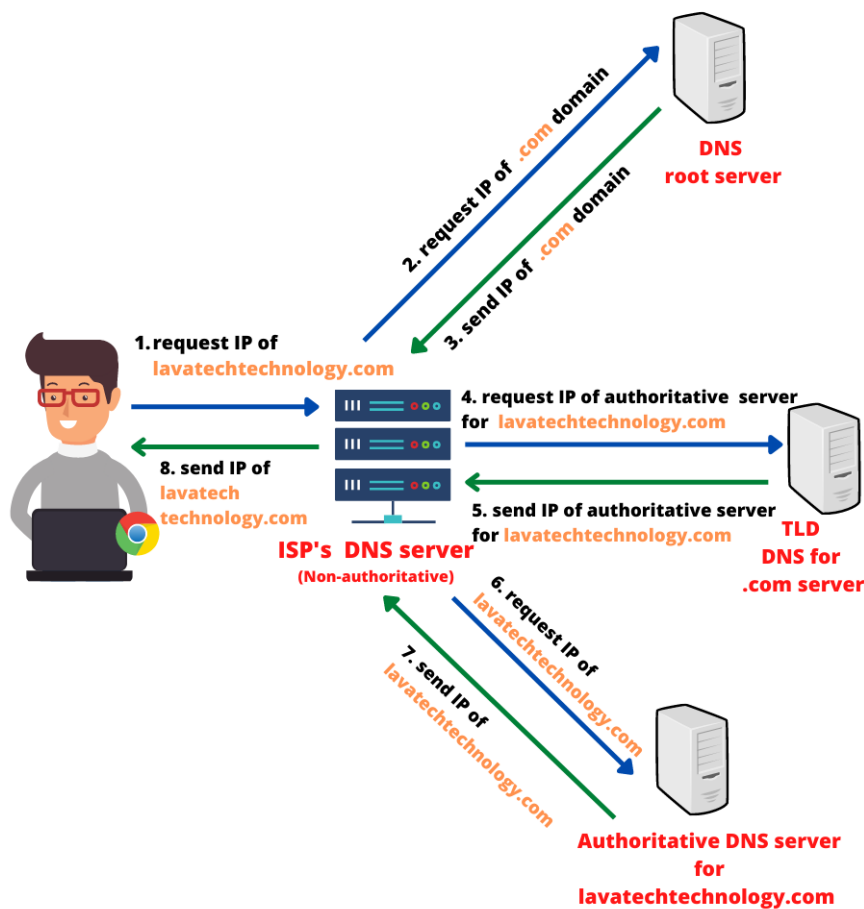 2. request IP of .com domain
3. send IP of .com domain
DNS
root server
1. request IP of
lavatechtechnology.com
4. request IP of authoritative server
for lavatechtechnology.com
8. send IP of
lavatech
technology.com
5. send IP of authoritative server
for lavatechtechnology.com
ISP's DNS server
(Non-authoritative)
TLD
DNS for
.com server
6. request IP of
lavatechtechnology.com
7. send IP of
lavatechtechnology.com
Authoritative DNS server
for
lavatechtechnology.com